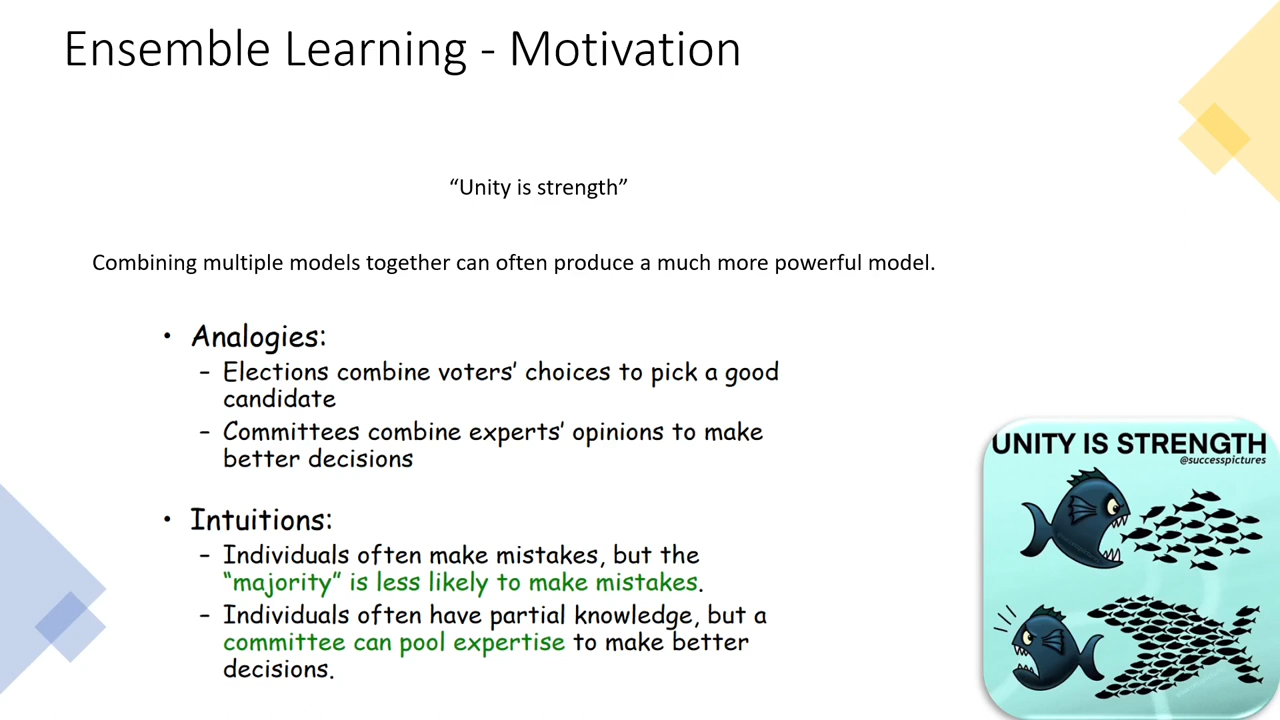 Ensemble Learning - Motivation
“Unity is strength”
Combining multiple models together can often produce a much more powerful model.
• Analogies:
– Elections combine voters’ choices to pick a good
candidate
– Committees combine experts’ opinions to make
better decisions
• Intuitions:
– Individuals often make mistakes, but the
“majority” is less likely to make mistakes.
– Individuals often have partial knowledge, but a
committee can pool expertise to make better
decisions.
UNITY IS STRENGTH
@successpictures